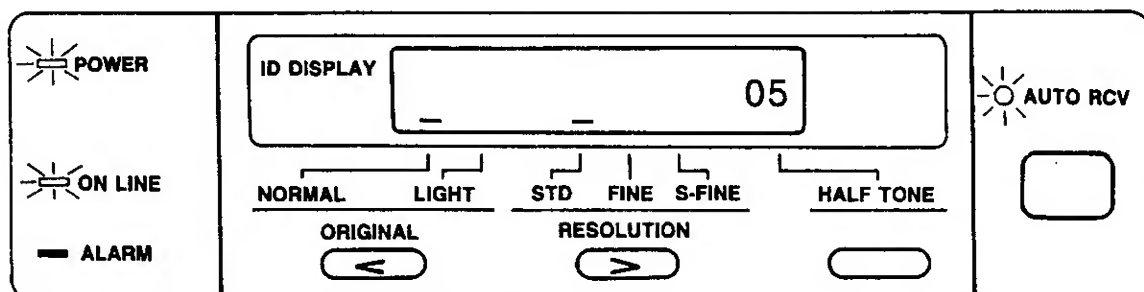 POWER
ON LINE
ALARM
ID DISPLAY
05
NORMAL LIGHT STD FINE S-FINE HALF TONE
ORIGINAL RESOLUTION
< >
AUTO RCV